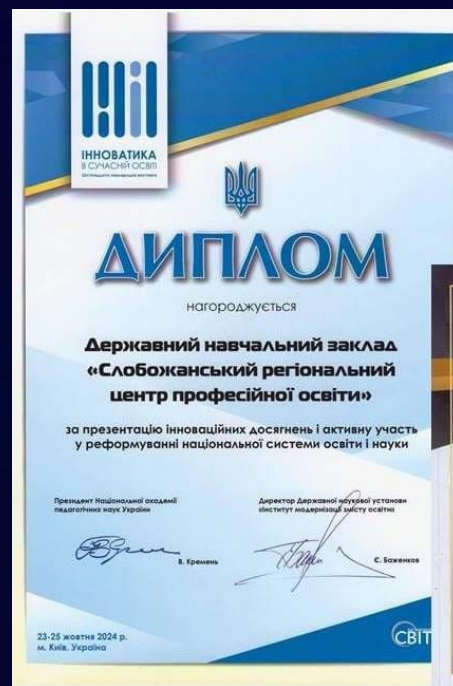 ІННОВАТИКА
В СУЧАСНІЙ ОСВІТІ
ДИПЛОМ
нагороджується
Державний навчальний заклад
«Слобожанський регіональний
центр професійної освіти»
за презентацію інноваційних досягнень і активну участь
у реформуванні національної системи освіти і науки
Президент Національної академії
педагогічних наук України
В. Кремень
Директор Державної наукової установи
«Інститут модернізації змісту освіти»
Є. Баженков
23-25 жовтня 2024 р.
м. Київ, Україна
СВІТ